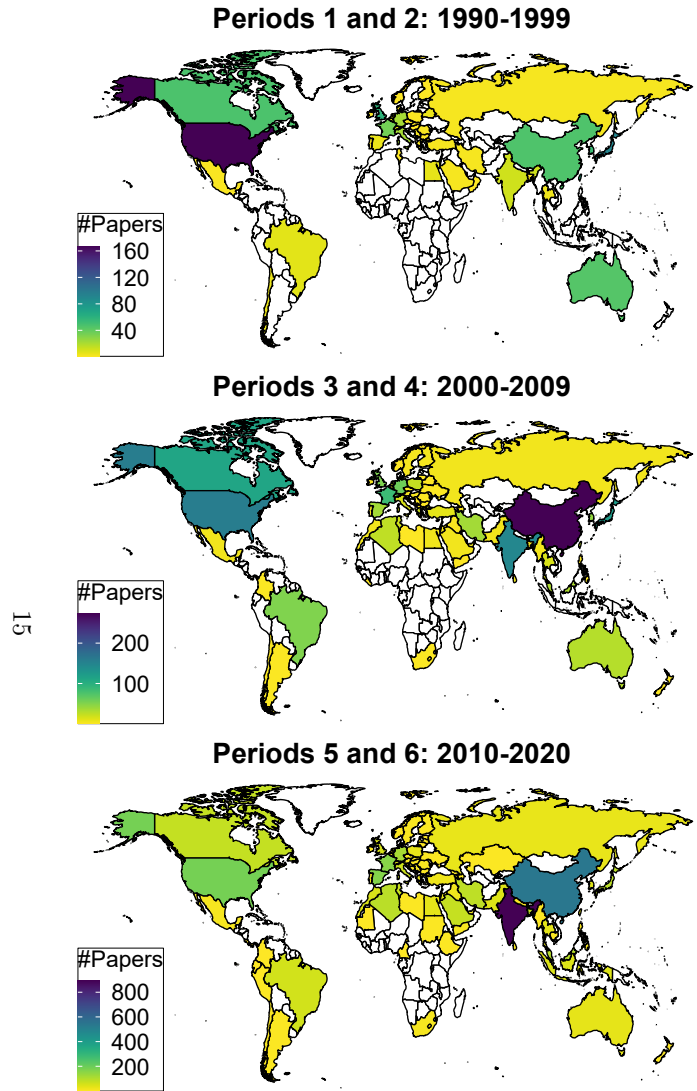 Periods 1 and 2: 1990-1999
#Papers
160
120
80
40
Periods 3 and 4: 2000-2009
#Papers
200
100
15
Periods 5 and 6: 2010-2020
#Papers
800
600
400
200